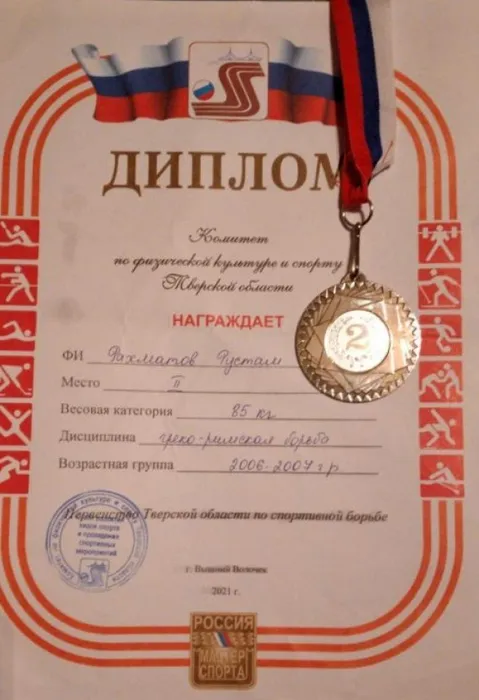 ДИПЛОМ
Комитет
по физической культуре и спорту
Тверской области
НАГРАЖДАЕТ
2
ФИ Рахматов Рустам
Место II
Весовая категория 85 кг
Дисциплина греко-римская борьба
Возрастная группа 2006-2007 г р
Первенство Тверской области по спортивной борьбе
г. Вышний Волочек
2021 г.
РОССИЯ
МАСТЕР
СПОРТА